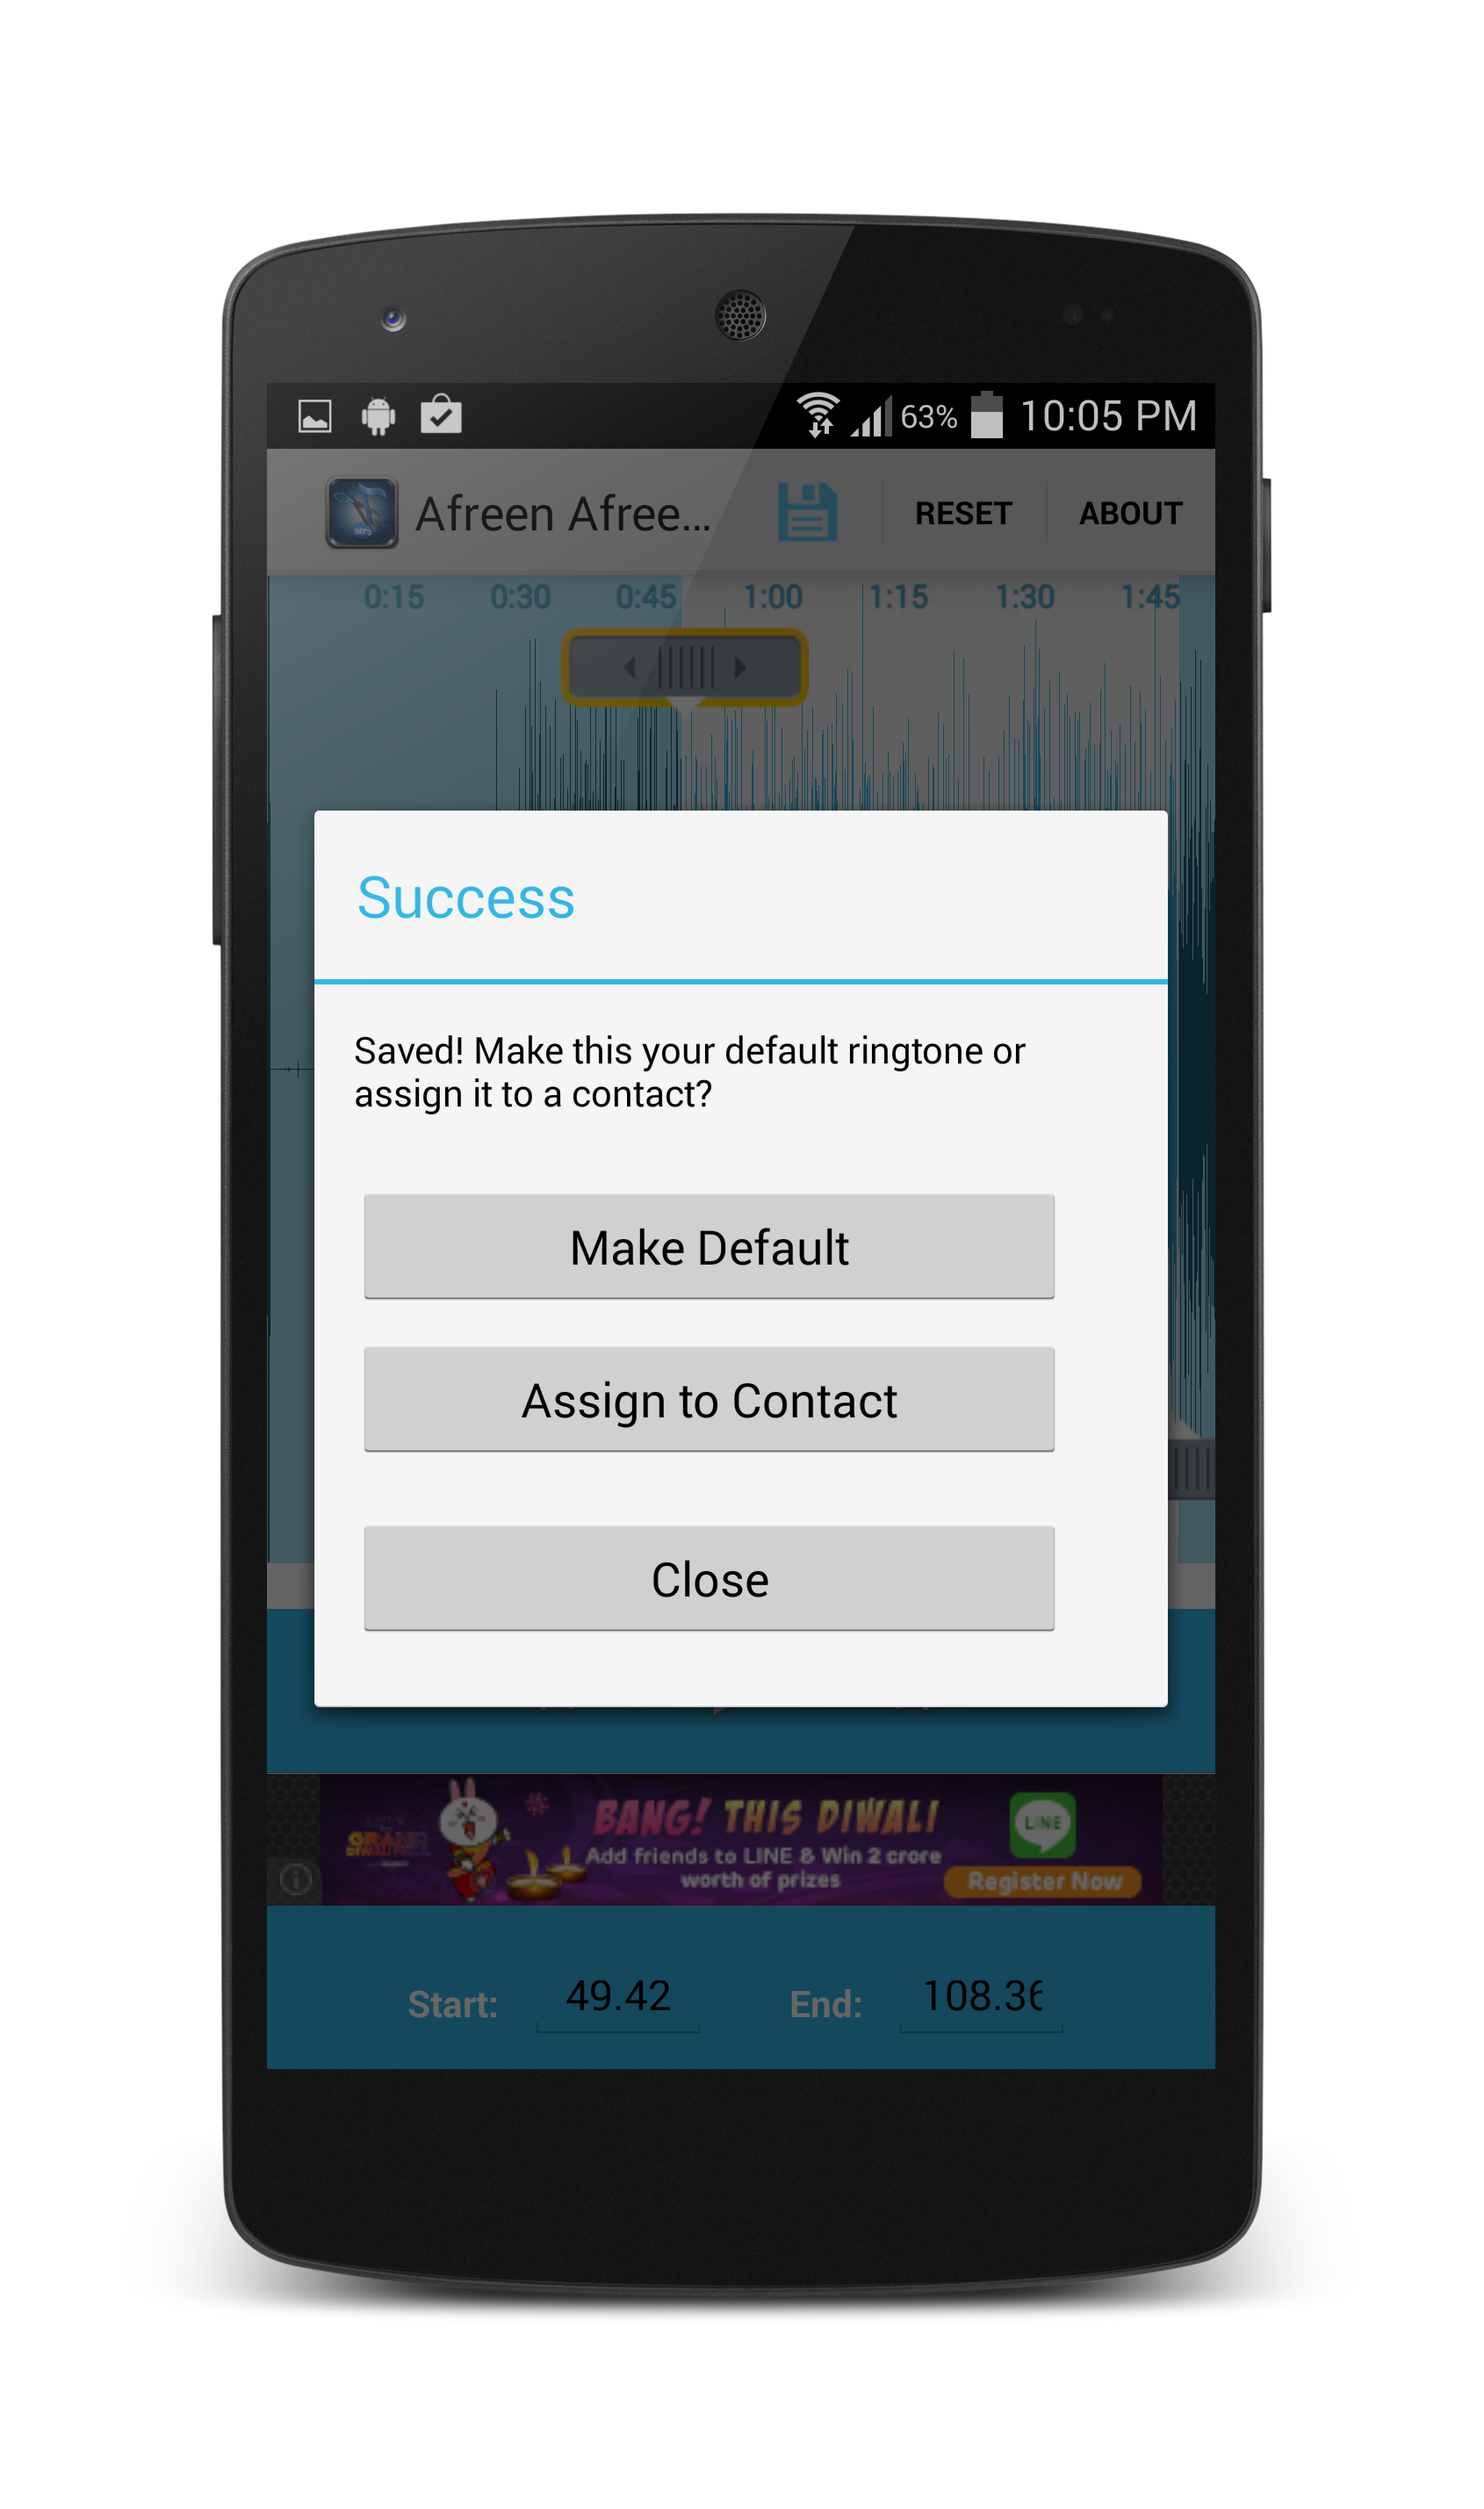 63% 10:05 PM
MP3 Afreen Afree... RESET ABOUT
0:15 0:30 0:45 1:00 1:15 1:30 1:45
Success
Saved! Make this your default ringtone or
assign it to a contact?
Make Default
Assign to Contact
Close
GRAND
BANG! THIS DIWALI
Add friends to LINE & Win 2 crore
worth of prizes
LINE
Register Now
Start: 49.42 End: 108.36